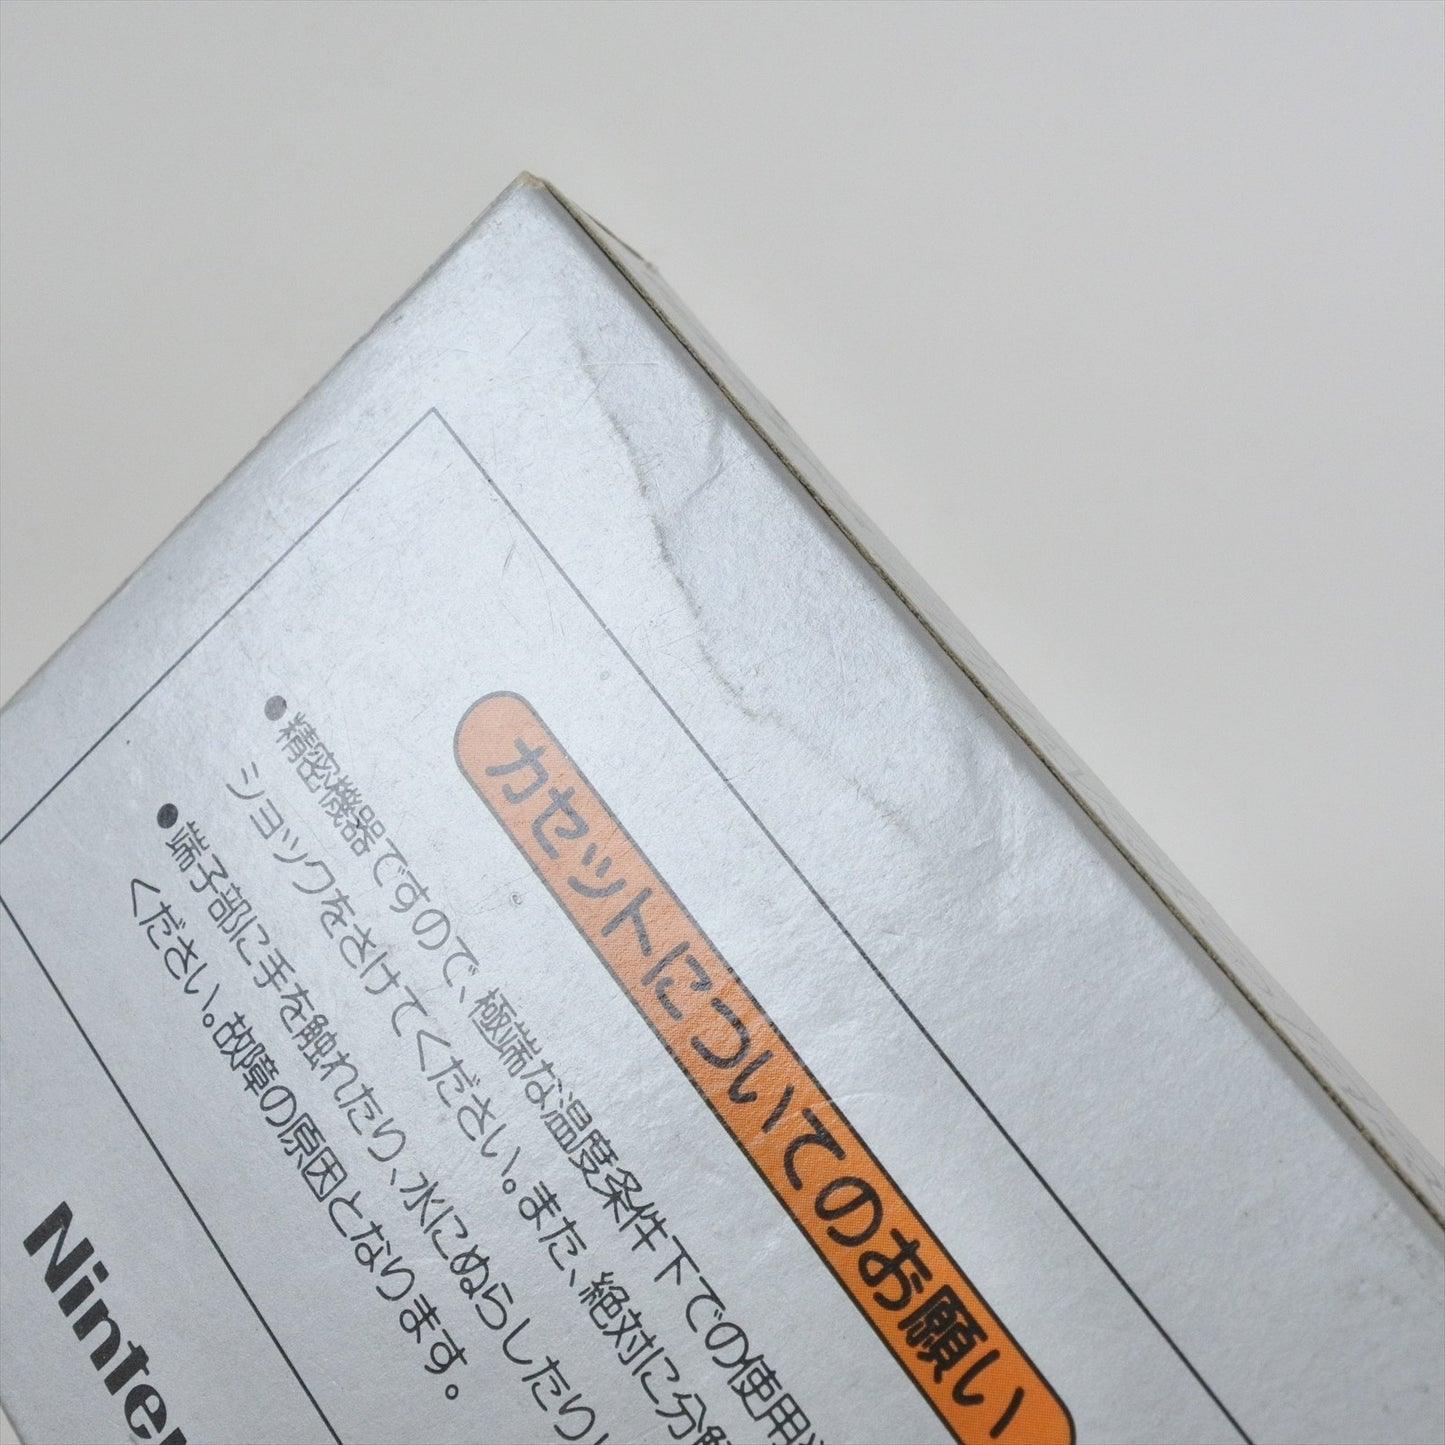 カセットについてのお願い
●精密機器ですので、極端な温度条件下での使用
ショックをさけてください。また、絶対に分解
●端子部に手を触れたり、水にぬらしたり
ください。故障の原因となります。
Ninten